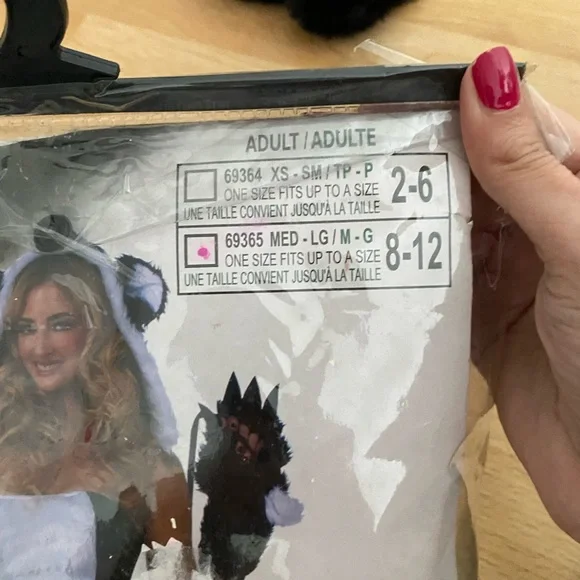 ADULT / ADULTE
69364 XS - SM / TP - P
ONE SIZE FITS UP TO A SIZE
UNE TAILLE CONVIENT JUSQU'À LA TAILLE
2-6
69365 MED - LG / M - G
ONE SIZE FITS UP TO A SIZE
UNE TAILLE CONVIENT JUSQU'À LA TAILLE
8-12